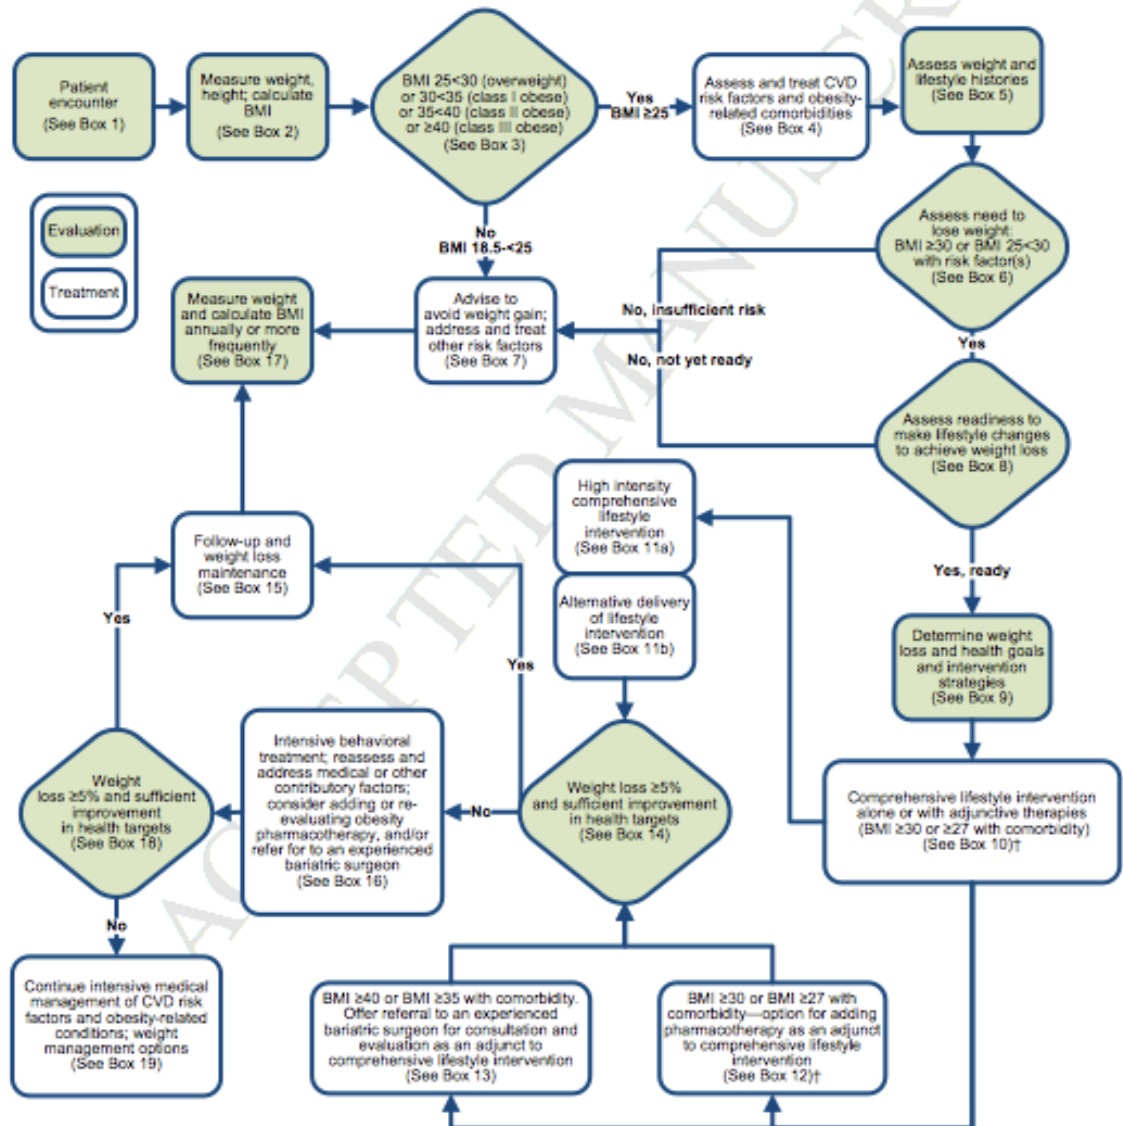 Patient
encounter
(See Box 1)
Measure weight,
height; calculate
BMI
(See Box 2)
BMI 25<30 (overweight)
or 30<35 (class I obese)
or 35<40 (class II obese)
or ≥40 (class III obese)
(See Box 3)
Yes
BMI ≥25
Assess and treat CVD
risk factors and obesity-
related comorbidities
(See Box 4)
Assess weight and
lifestyle histories
(See Box 5)
Evaluation
Treatment
No
BMI 18.5-<25
Assess need to
lose weight:
BMI ≥30 or BMI 25<30
with risk factor(s)
(See Box 6)
Measure weight
and calculate BMI
annually or more
frequently
(See Box 17)
Advise to
avoid weight gain;
address and treat
other risk factors
(See Box 7)
No, insufficient risk
No, not yet ready
Yes
Assess readiness to
make lifestyle changes
to achieve weight loss
(See Box 8)
High intensity
comprehensive
lifestyle
intervention
(See Box 11a)
Alternative delivery
of lifestyle
intervention
(See Box 11b)
Yes, ready
Follow-up and
weight loss
maintenance
(See Box 15)
Yes
Yes
Determine weight
loss and health goals
and intervention
strategies
(See Box 9)
Weight
loss ≥5% and sufficient
improvement
in health targets
(See Box 18)
Intensive behavioral
treatment; reassess and
address medical or other
contributory factors;
consider adding or re-
evaluating obesity
pharmacotherapy, and/or
refer for to an experienced
bariatric surgeon
(See Box 16)
No
Weight loss ≥5%
and sufficient improvement
in health targets
(See Box 14)
Comprehensive lifestyle intervention
alone or with adjunctive therapies
(BMI ≥30 or ≥27 with comorbidity)
(See Box 10)†
No
Continue intensive medical
management of CVD risk
factors and obesity-related
conditions; weight
management options
(See Box 19)
BMI ≥40 or BMI ≥35 with comorbidity.
Offer referral to an experienced
bariatric surgeon for consultation and
evaluation as an adjunct to
comprehensive lifestyle intervention
(See Box 13)
BMI ≥30 or BMI ≥27 with
comorbidity—option for adding
pharmacotherapy as an adjunct
to comprehensive lifestyle
intervention
(See Box 12)†
ACCEPTED MANUSCR